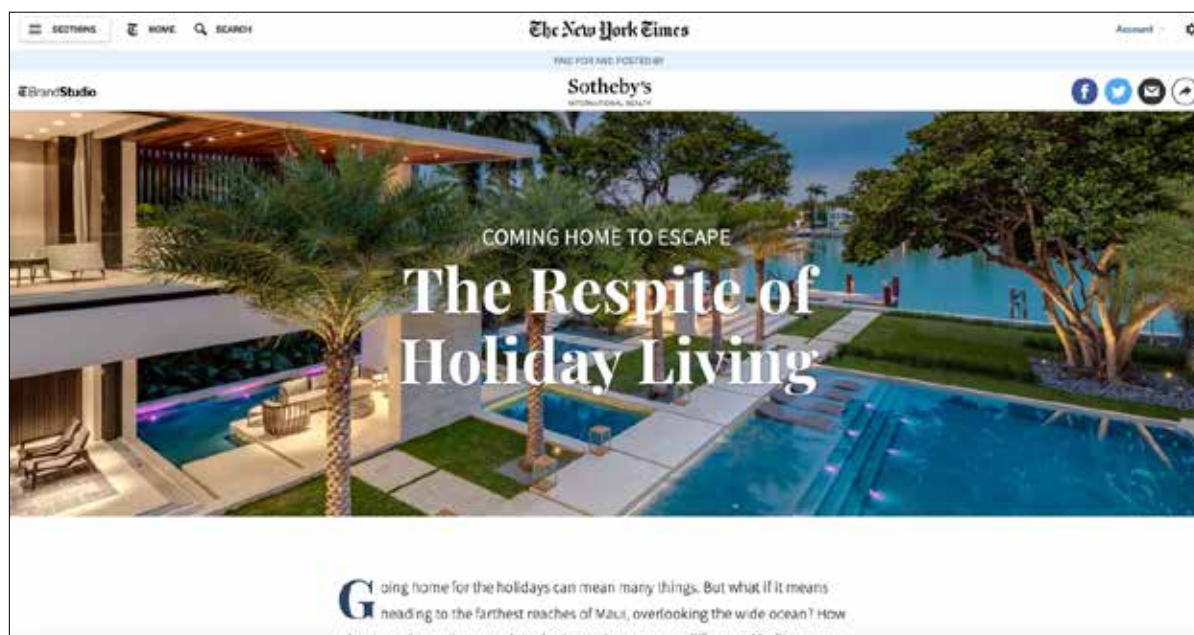 SECTIONS HOME SEARCH The New York Times Account
PAID FOR AND POSTED BY
T BrandStudio Sotheby's
INTERNATIONAL REALTY
COMING HOME TO ESCAPE
The Respite of
Holiday Living
Going home for the holidays can mean many things. But what if it means
heading to the farthest reaches of Maui, overlooking the wide ocean? How